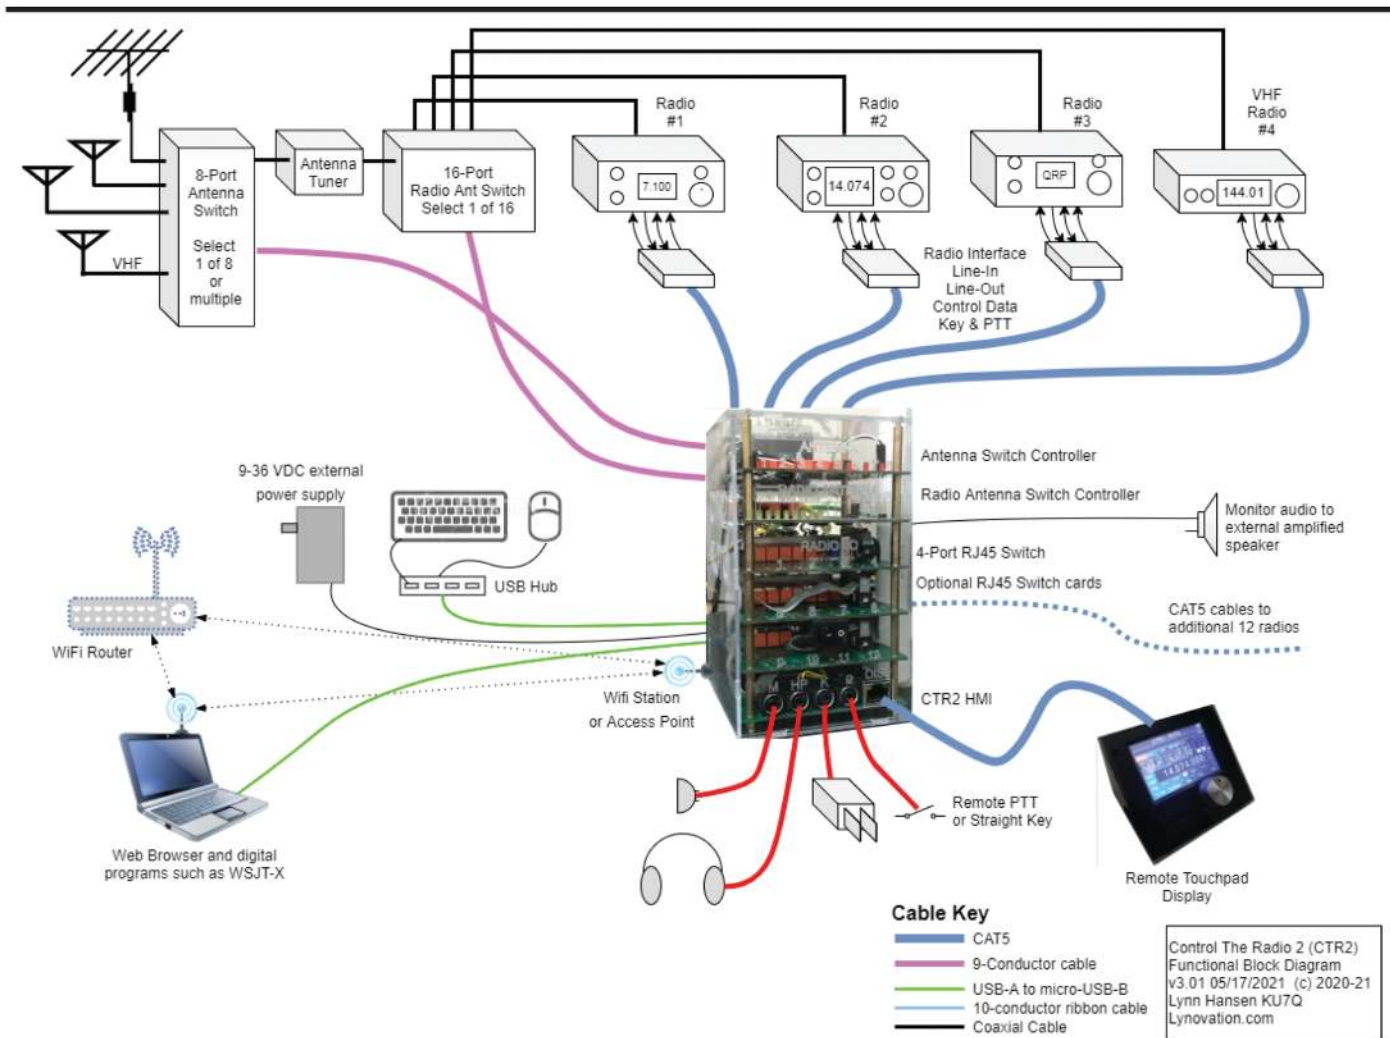 Radio
#1
Radio
#2
Radio
#3
VHF
Radio
#4
8-Port
Antenna
Switch
Select
1 of 8
or
multiple
Antenna
Tuner
16-Port
Radio Ant Switch
Select 1 of 16
VHF
7.100
14.074
QRP
144.01
Radio Interface
Line-In
Line-Out
Control Data
Key & PTT
9-36 VDC external
power supply
USB Hub
WiFi Router
Wifi Station
or Access Point
Web Browser and digital
programs such as WSJT-X
Antenna Switch Controller
Radio Antenna Switch Controller
4-Port RJ45 Switch
Optional RJ45 Switch cards
CTR2 HMI
Monitor audio to
external amplified
speaker
CAT5 cables to
additional 12 radios
RADIO
9 10 11 12
M HP K P
Remote PTT
or Straight Key
Remote Touchpad
Display
Cable Key
CAT5
9-Conductor cable
USB-A to micro-USB-B
10-conductor ribbon cable
Coaxial Cable
Control The Radio 2 (CTR2)
Functional Block Diagram
v3.01 05/17/2021 (c) 2020-21
Lynn Hansen KU7Q
Lynovation.com